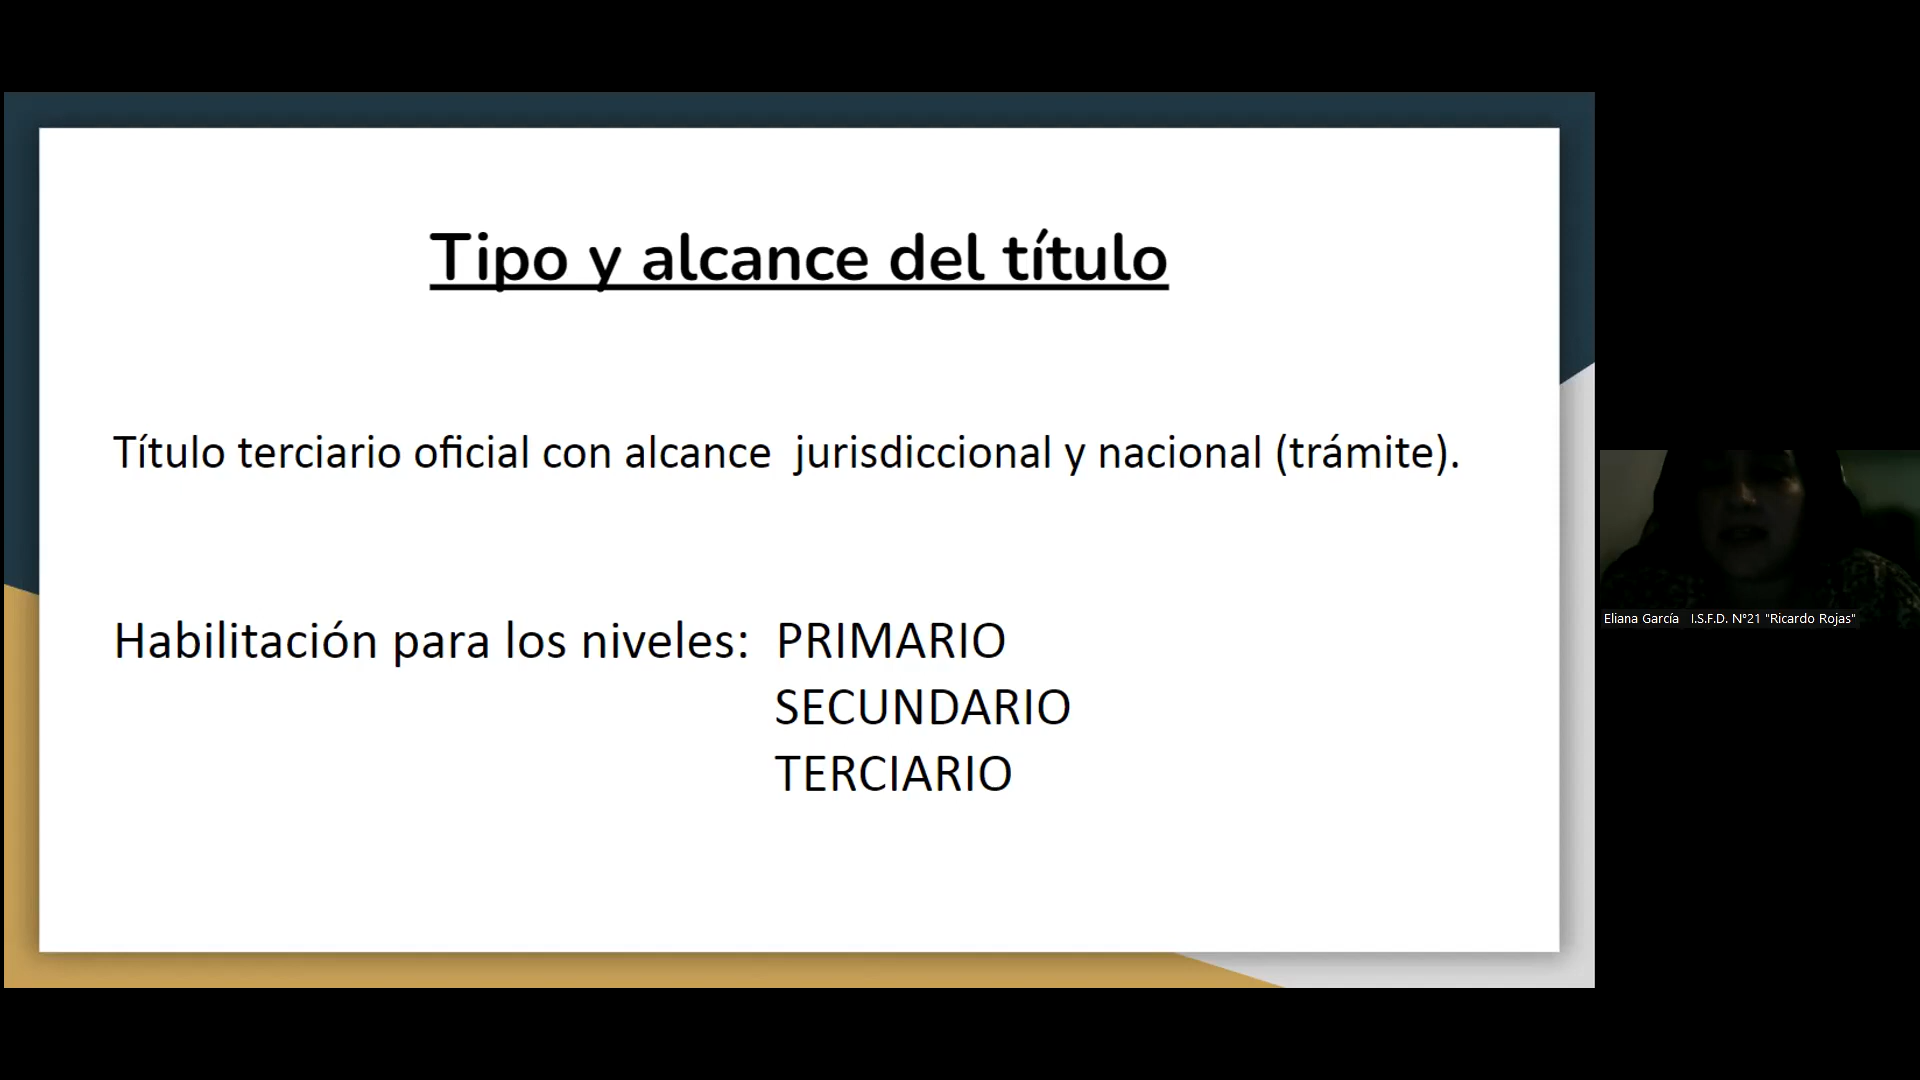 Tipo y alcance del título
Título terciario oficial con alcance  jurisdiccional y nacional (trámite).
Habilitación para los niveles:  PRIMARIO
SECUNDARIO
TERCIARIO
Eliana García   I.S.F.D. N°21 "Ricardo Rojas"